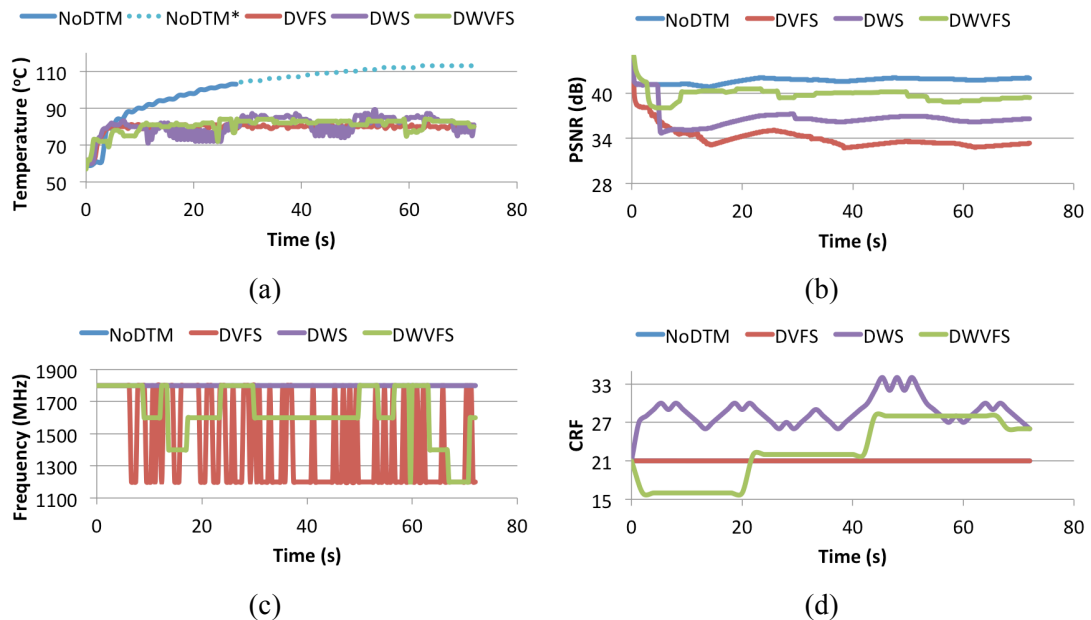 NoDTM NoDTM* DVFS DWS DWVFS
Temperature (ºC)
110
90
70
50
0 20 40 60 80
Time (s)
(a)
NoDTM DVFS DWS DWVFS
PSNR (dB)
40
34
28
0 20 40 60 80
Time (s)
(b)
NoDTM DVFS DWS DWVFS
Frequency (MHz)
1900
1700
1500
1300
1100
0 20 40 60 80
Time (s)
(c)
NoDTM DVFS DWS DWVFS
CRF
33
27
21
15
0 20 40 60 80
Time (s)
(d)